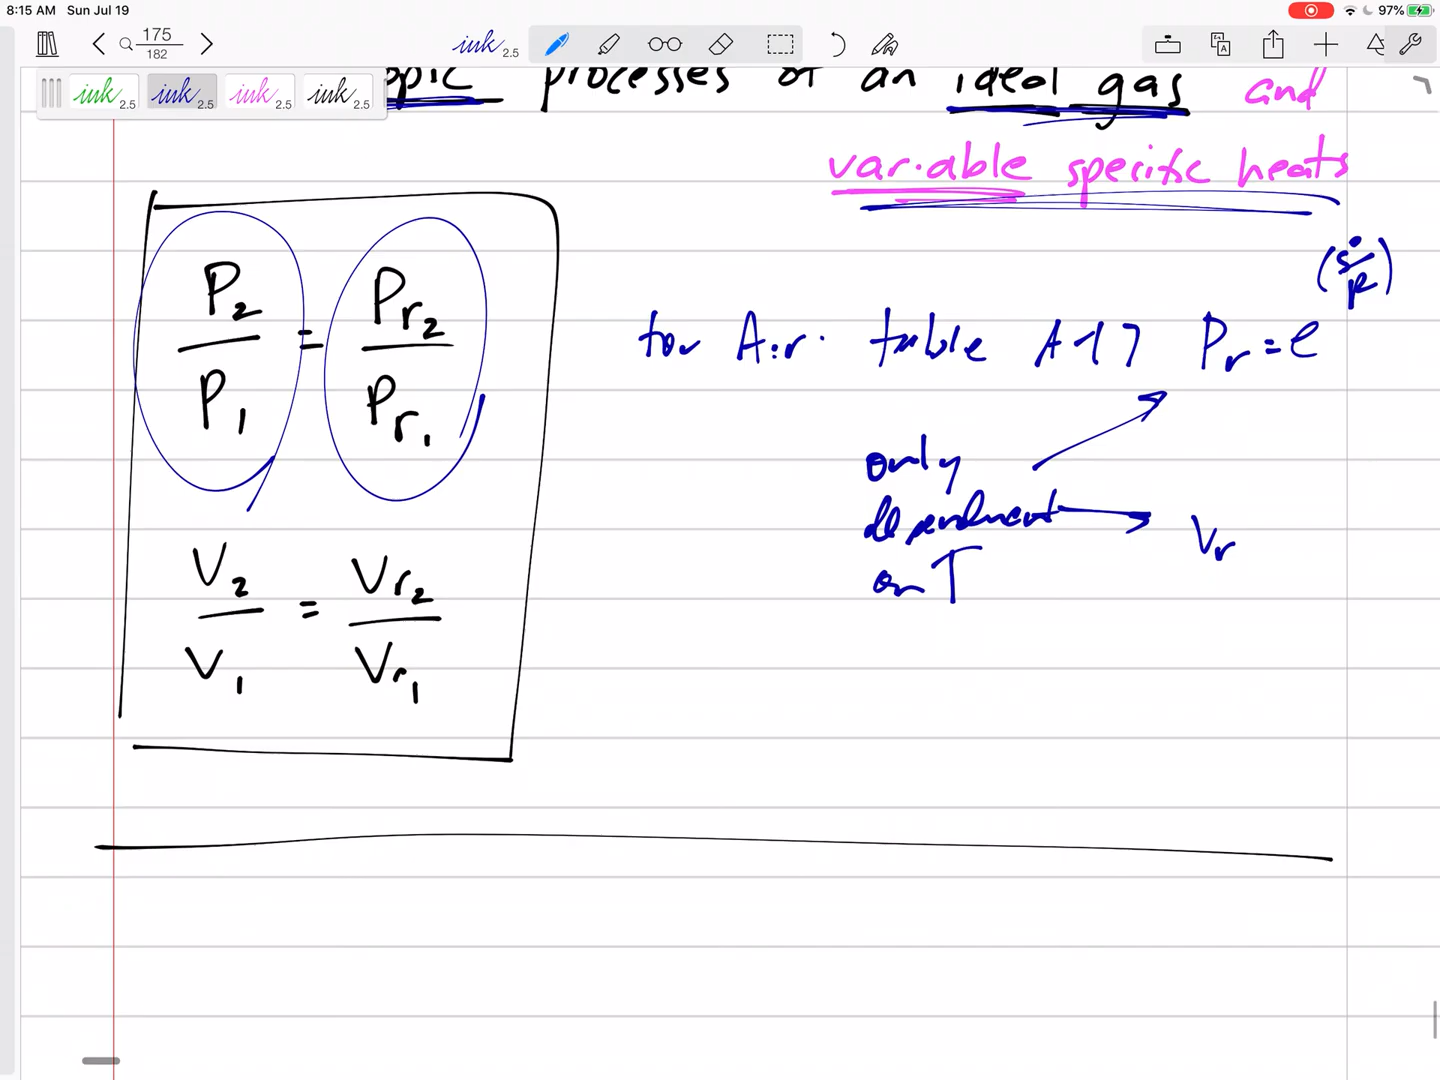 8:15 AM Sun Jul 19
97%
175
182
ink 2.5
ink 2.5
ink 2.5
ink 2.5
ink 2.5
opic processes of an ideal gas and
variable specific heats
P2/P1 = Pr2/Pr1
for Air. table A17 Pr = e^(s°/R)
only
dependent → Vr
on T
V2/V1 = Vr2/Vr1